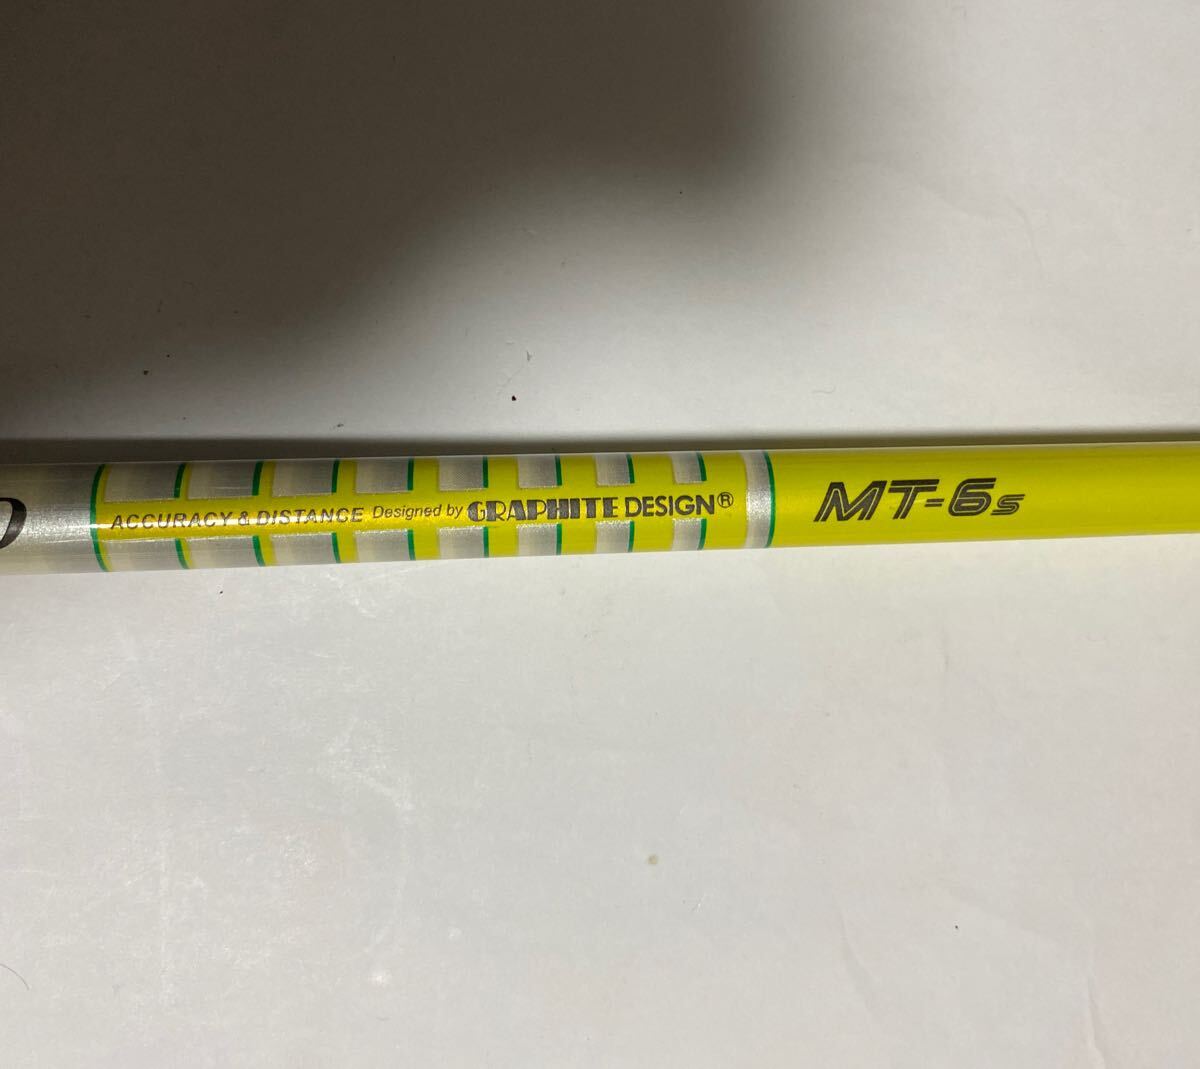 ACCURACY & DISTANCE Designed by GRAPHITE DESIGN® MT-6s